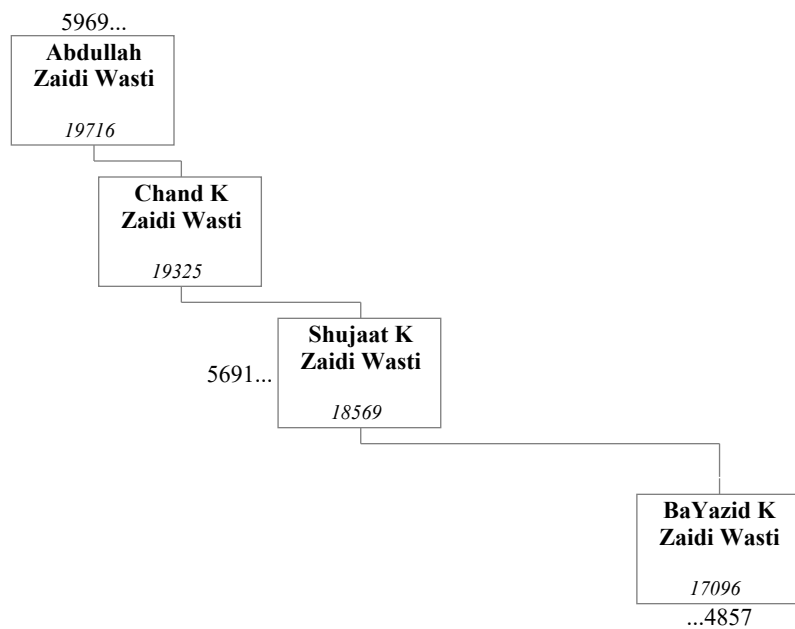 5969...
Abdullah
Zaidi Wasti
19716
Chand K
Zaidi Wasti
19325
Shujaat K
Zaidi Wasti
5691...
18569
BaYazid K
Zaidi Wasti
17096
...4857